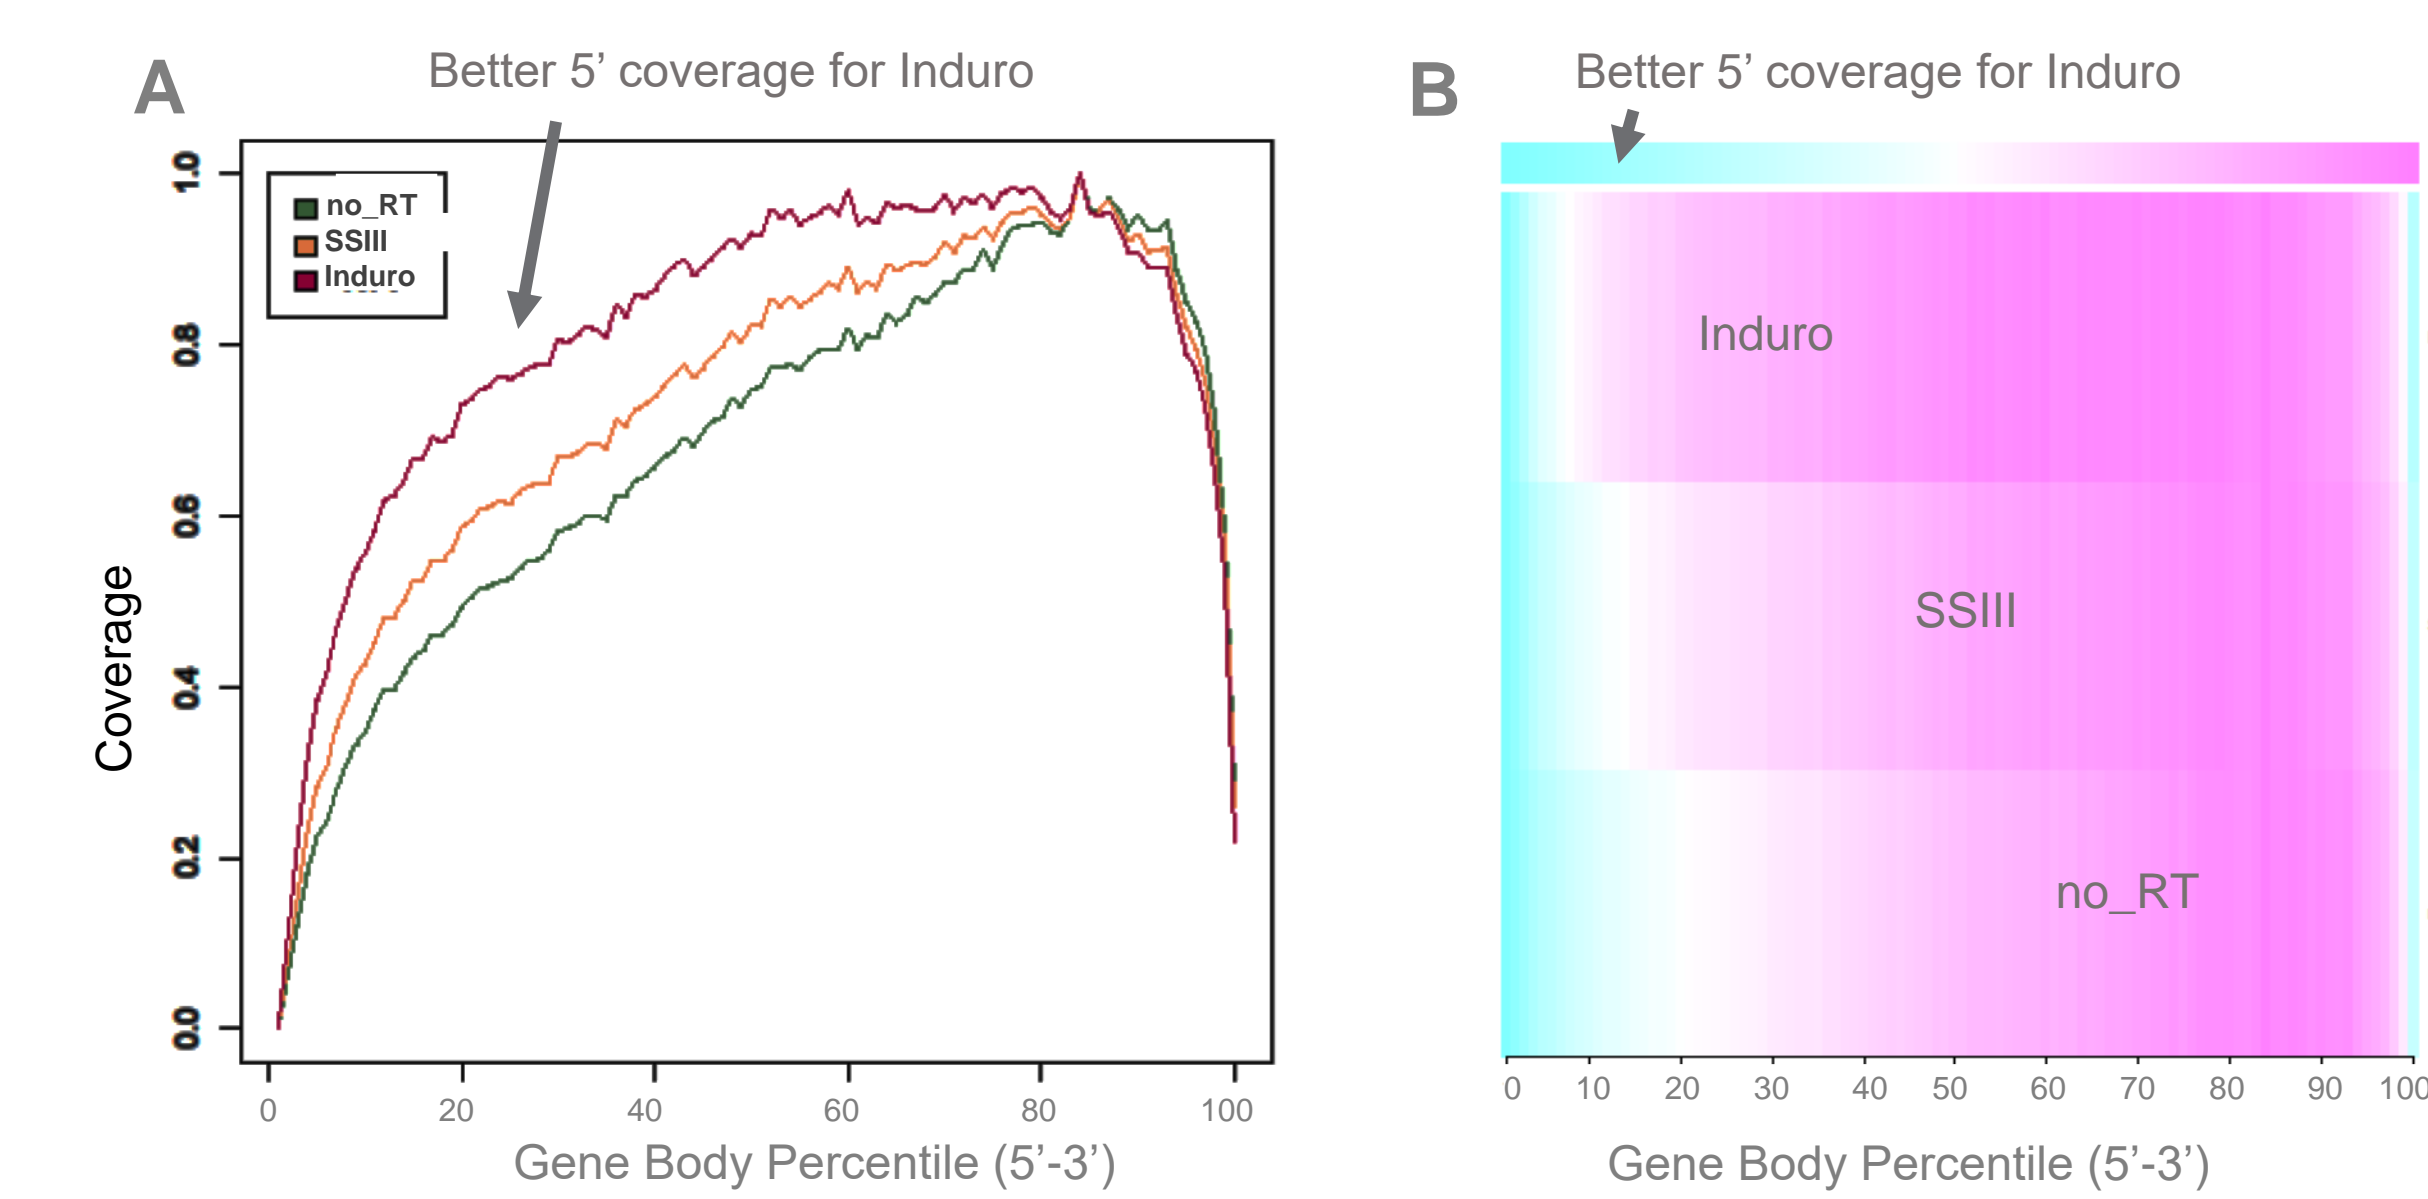 A
Better 5’ coverage for Induro
no_RT
SSIII
Induro
1.0
0.8
0.6
0.4
0.2
0.0
Coverage
0 20 40 60 80 100
Gene Body Percentile (5’-3’)
B
Better 5’ coverage for Induro
Induro
SSIII
no_RT
0 10 20 30 40 50 60 70 80 90 100
Gene Body Percentile (5’-3’)